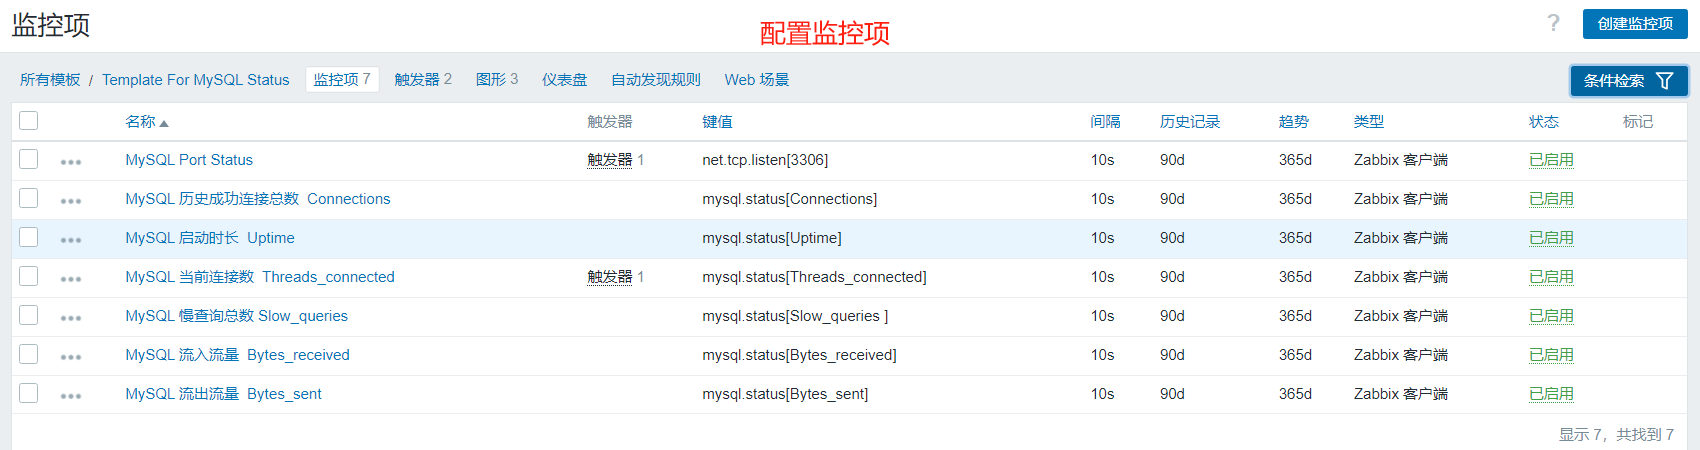 监控项
配置监控项
? 创建监控项
所有模板 / Template For MySQL Status 监控项 7 触发器 2 图形 3 仪表盘 自动发现规则 Web 场景 条件检索
名称 触发器 键值 间隔 历史记录 趋势 类型 状态 标记
MySQL Port Status 触发器 1 net.tcp.listen[3306] 10s 90d 365d Zabbix 客户端 已启用
MySQL 历史成功连接总数 Connections mysql.status[Connections] 10s 90d 365d Zabbix 客户端 已启用
MySQL 启动时长 Uptime mysql.status[Uptime] 10s 90d 365d Zabbix 客户端 已启用
MySQL 当前连接数 Threads_connected 触发器 1 mysql.status[Threads_connected] 10s 90d 365d Zabbix 客户端 已启用
MySQL 慢查询总数 Slow_queries mysql.status[Slow_queries ] 10s 90d 365d Zabbix 客户端 已启用
MySQL 流入流量 Bytes_received mysql.status[Bytes_received] 10s 90d 365d Zabbix 客户端 已启用
MySQL 流出流量 Bytes_sent mysql.status[Bytes_sent] 10s 90d 365d Zabbix 客户端 已启用
显示 7，共找到 7